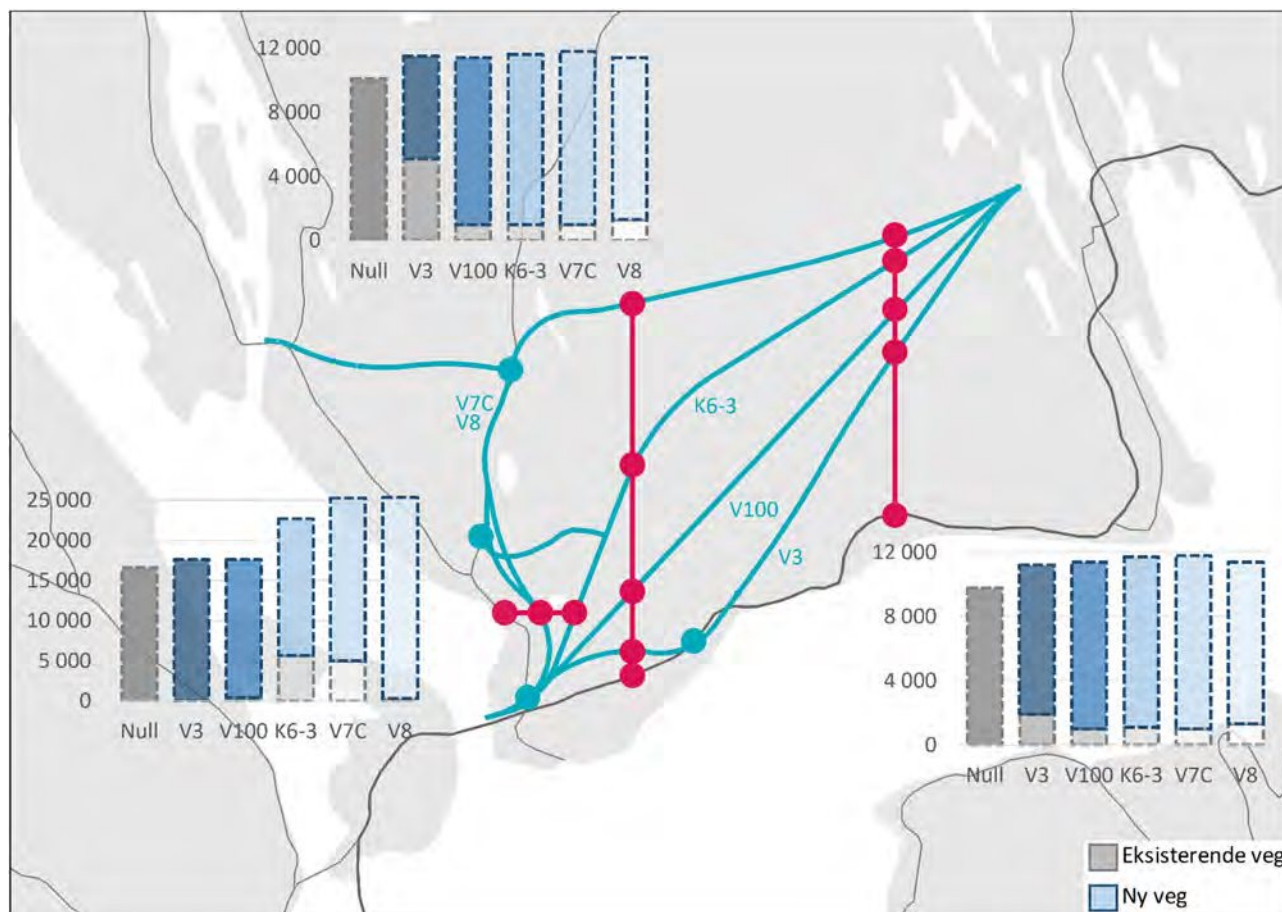 12 000
8 000
4 000
0
Null V3 V100 K6-3 V7C V8
V7C
V8
K6-3
V100
V3
25 000
20 000
15 000
10 000
5 000
0
Null V3 V100 K6-3 V7C V8
12 000
8 000
4 000
0
Null V3 V100 K6-3 V7C V8
Eksisterende veg
Ny veg